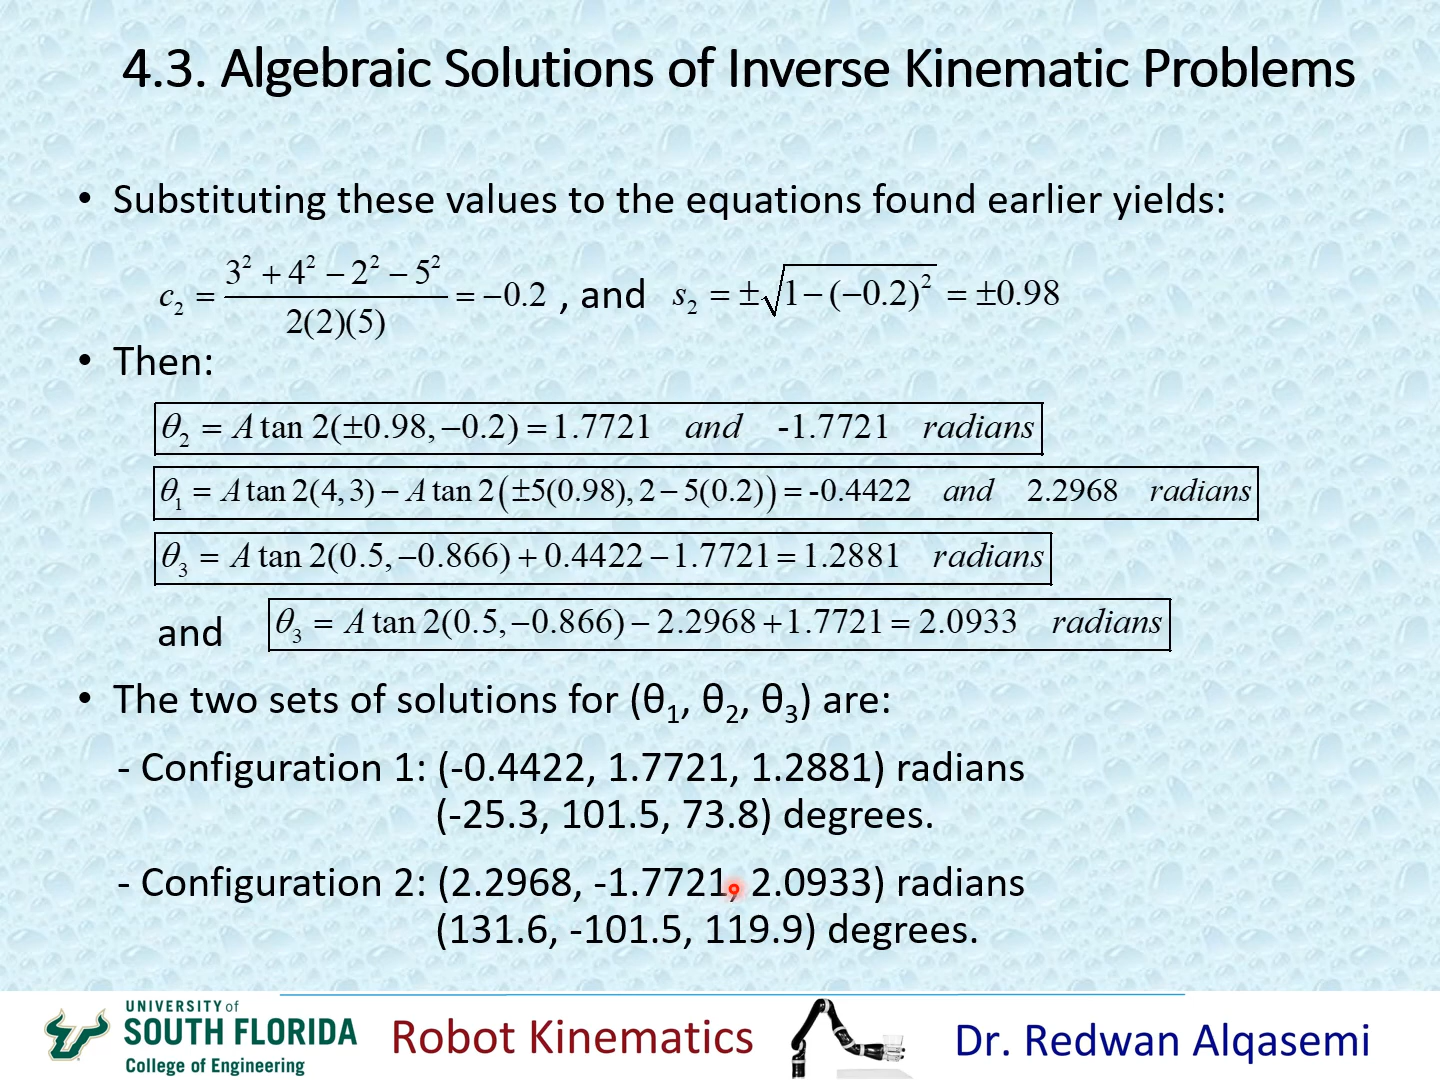 4.3. Algebraic Solutions of Inverse Kinematic Problems
• Substituting these values to the equations found earlier yields:
c₂ = (3² + 4² − 2² − 5²) / (2(2)(5)) = −0.2 , and s₂ = ±√(1−(−0.2)²) = ±0.98
• Then:
θ₂ = A tan 2(±0.98, −0.2) = 1.7721 and -1.7721 radians
θ₁ = A tan 2(4, 3) − A tan 2(±5(0.98), 2 − 5(0.2)) = -0.4422 and 2.2968 radians
θ₃ = A tan 2(0.5, −0.866) + 0.4422 − 1.7721 = 1.2881 radians
and θ₃ = A tan 2(0.5, −0.866) − 2.2968 + 1.7721 = 2.0933 radians
• The two sets of solutions for (θ₁, θ₂, θ₃) are:
- Configuration 1: (-0.4422, 1.7721, 1.2881) radians
(-25.3, 101.5, 73.8) degrees.
- Configuration 2: (2.2968, -1.7721, 2.0933) radians
(131.6, -101.5, 119.9) degrees.
UNIVERSITY of
SOUTH FLORIDA
College of Engineering
Robot Kinematics
Dr. Redwan Alqasemi